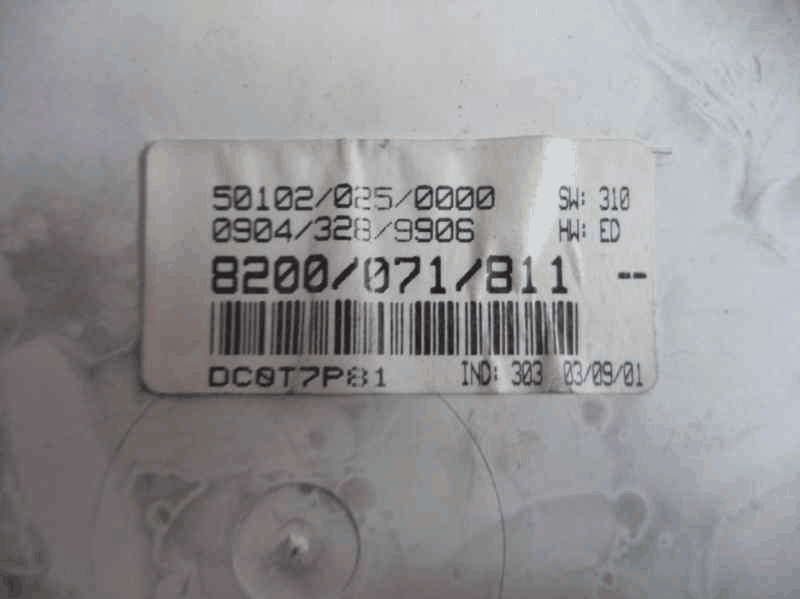 50102/025/0000 SW: 310
0904/328/9906 HW: ED
8200/071/811 --
DC0T7P81 IND: 303 03/09/01